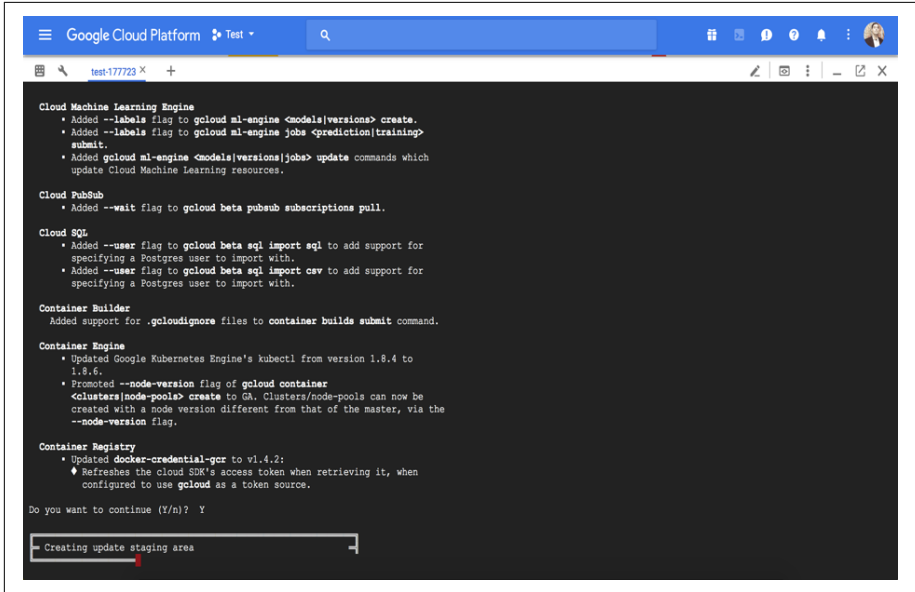 Google Cloud Platform Test
test-177723
Cloud Machine Learning Engine
▪ Added --labels flag to gcloud ml-engine <models|versions> create.
▪ Added --labels flag to gcloud ml-engine jobs <prediction|training>
submit.
▪ Added gcloud ml-engine <models|versions|jobs> update commands which
update Cloud Machine Learning resources.
Cloud PubSub
▪ Added --wait flag to gcloud beta pubsub subscriptions pull.
Cloud SQL
▪ Added --user flag to gcloud beta sql import sql to add support for
specifying a Postgres user to import with.
▪ Added --user flag to gcloud beta sql import csv to add support for
specifying a Postgres user to import with.
Container Builder
Added support for .gcloudignore files to container builds submit command.
Container Engine
▪ Updated Google Kubernetes Engine's kubectl from version 1.8.4 to
1.8.6.
▪ Promoted --node-version flag of gcloud container
<clusters|node-pools> create to GA. Clusters/node-pools can now be
created with a node version different from that of the master, via the
--node-version flag.
Container Registry
▪ Updated docker-credential-gcr to v1.4.2:
♦ Refreshes the cloud SDK's access token when retrieving it, when
configured to use gcloud as a token source.
Do you want to continue (Y/n)? Y
Creating update staging area